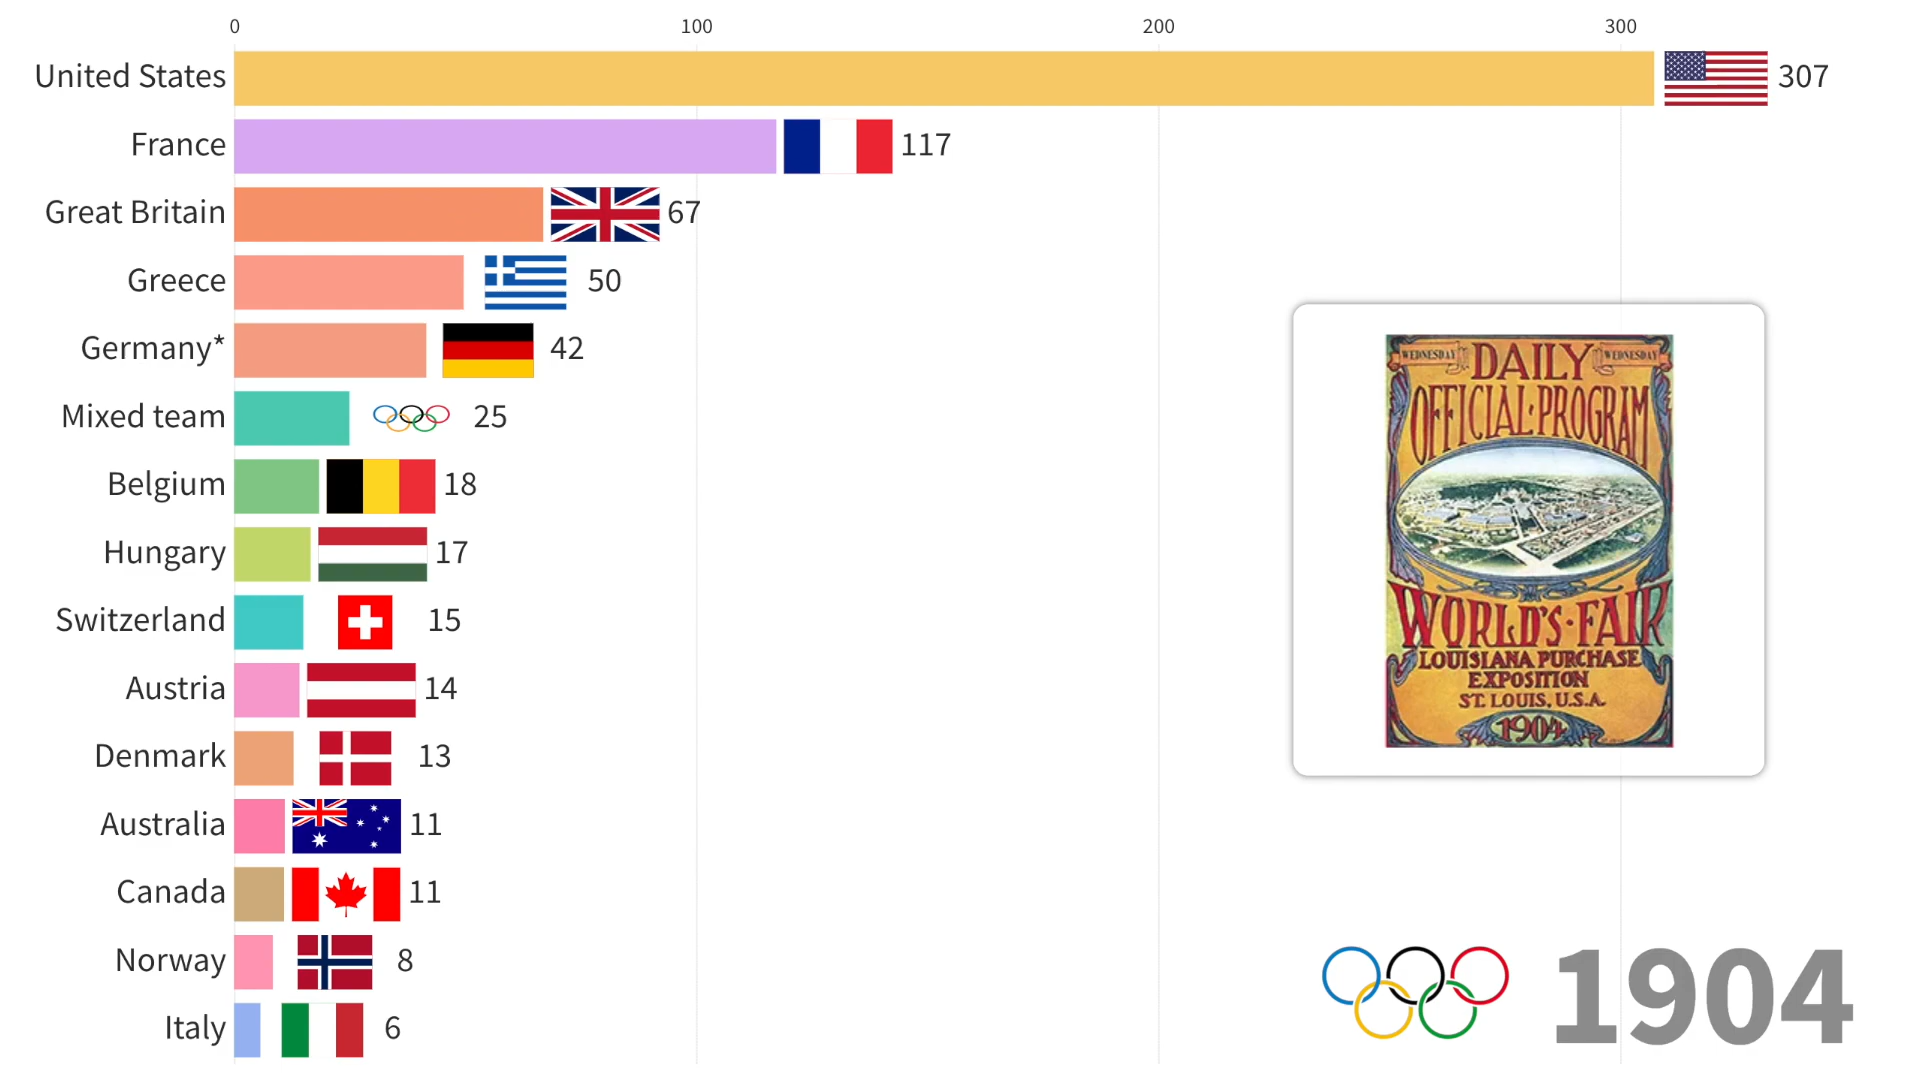 0 100 200 300
United States 307
France 117
Great Britain 67
Greece 50
Germany* 42
Mixed team 25
Belgium 18
Hungary 17
Switzerland 15
Austria 14
Denmark 13
Australia 11
Canada 11
Norway 8
Italy 6
WEDNESDAY DAILY WEDNESDAY
OFFICIAL·PROGRAM
WORLD'S·FAIR
LOUISIANA PURCHASE
EXPOSITION
ST. LOUIS, U.S.A.
1904
1904